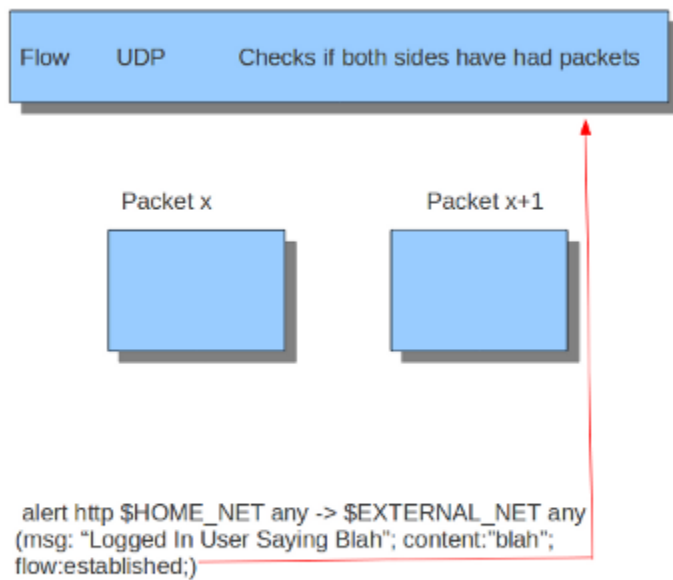 Flow UDP Checks if both sides have had packets
Packet x Packet x+1
alert http $HOME_NET any -> $EXTERNAL_NET any
(msg: “Logged In User Saying Blah"; content:"blah";
flow:established;)